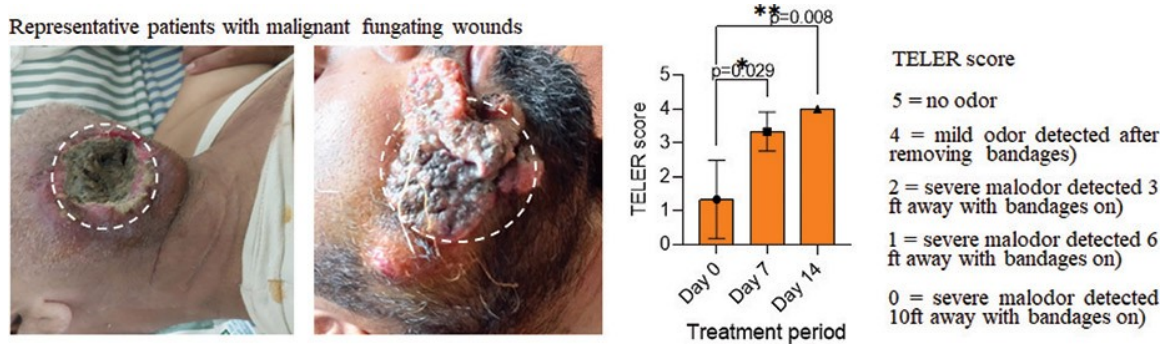 Representative patients with malignant fungating wounds
**
p=0.008
*
p=0.029
TELER score
5
4
3
2
1
0
Day 0
Day 7
Day 14
Treatment period
TELER score
5 = no odor
4 = mild odor detected after
removing bandages)
2 = severe malodor detected 3
ft away with bandages on)
1 = severe malodor detected 6
ft away with bandages on)
0 = severe malodor detected
10ft away with bandages on)